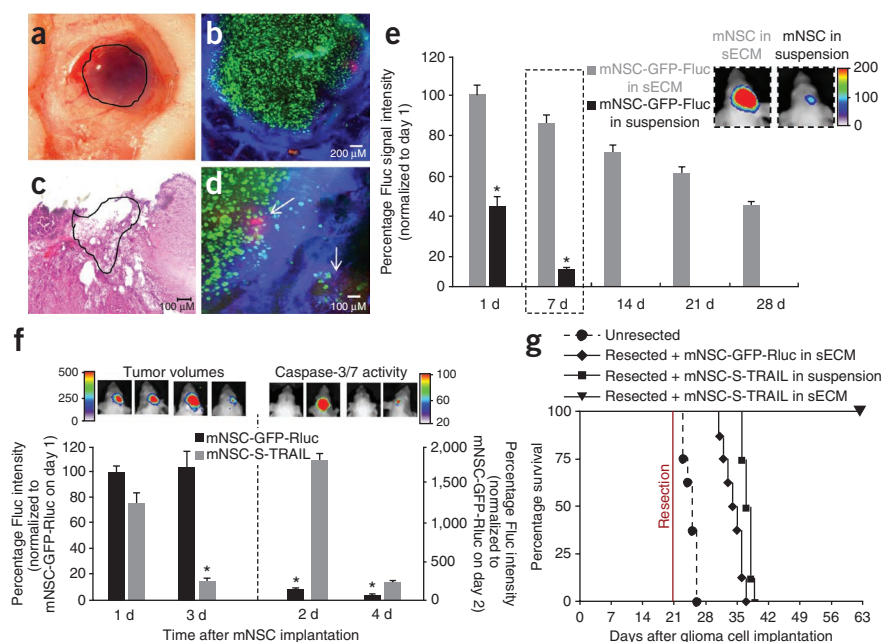 a
b
200 µM
c
100 µM
d
100 µM
e
Percentage Fluc signal intensity
(normalized to day 1)
120
100
80
60
40
20
0
mNSC-GFP-Fluc
in sECM
mNSC-GFP-Fluc
in suspension
mNSC in
sECM
mNSC in
suspension
200
100
0
*
*
1 d
7 d
14 d
21 d
28 d
f
500
250
0
Tumor volumes
Caspase-3/7 activity
100
60
20
mNSC-GFP-Rluc
mNSC-S-TRAIL
Percentage Fluc intensity
(normalized to
mNSC-GFP-Rluc on day 1)
120
100
80
60
40
20
0
*
*
*
2,000
1,500
1,000
500
0
Percentage Fluc intensity
(normalized to
mNSC-GFP-Rluc on day 2)
1 d
3 d
2 d
4 d
Time after mNSC implantation
g
Unresected
Resected + mNSC-GFP-Rluc in sECM
Resected + mNSC-S-TRAIL in suspension
Resected + mNSC-S-TRAIL in sECM
Percentage survival
100
75
50
25
0
Resection
0
7
14
21
28
35
42
49
56
63
Days after glioma cell implantation